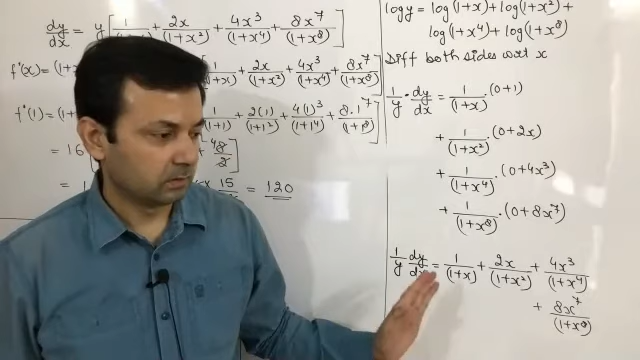 dy/dx = y [ 1/(1+x) + 2x/(1+x²) + 4x³/(1+x⁴) + 8x⁷/(1+x⁸) ]
f'(x) = (1+x [ 1/(1+x) + 2x/(1+x²) + 4x³/(1+x⁴) + 8x⁷/(1+x⁸) ]
f'(1) = (1+ 1+1) + 2(1)/(1+1²) + 4(1)³/(1+1⁴) + 8·1⁷/(1+1⁸) ]
= 16 8/2 ]
= 15 = 120
log y = log(1+x) + log(1+x²) +
log(1+x⁴) + log(1+x⁸)
Diff both sides wrt x
1/y · dy/dx = 1/(1+x) · (0+1)
+ 1/(1+x²) · (0+2x)
+ 1/(1+x⁴) · (0+4x³)
+ 1/(1+x⁸) · (0+8x⁷)
1/y dy/dx = 1/(1+x) + 2x/(1+x²) + 4x³/(1+x⁴)
+ 8x⁷/(1+x⁸)